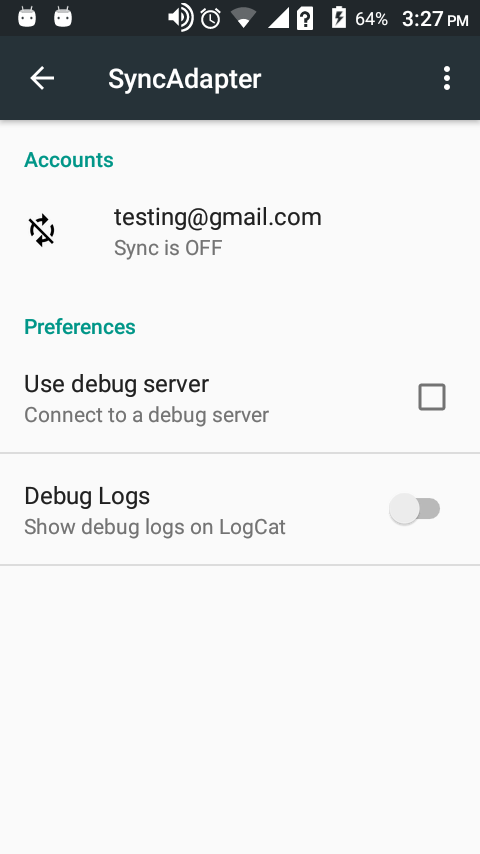 64% 3:27 PM
SyncAdapter
Accounts
testing@gmail.com
Sync is OFF
Preferences
Use debug server
Connect to a debug server
Debug Logs
Show debug logs on LogCat